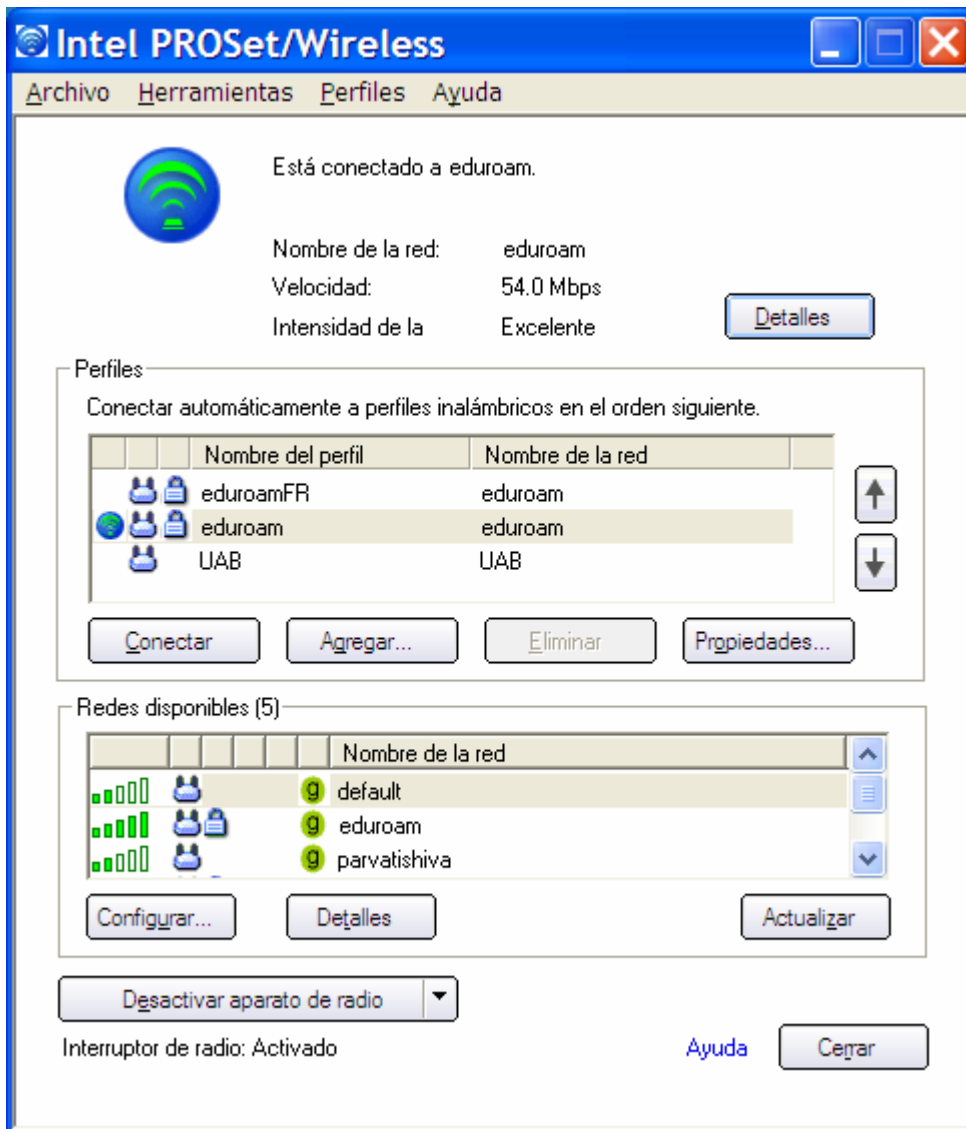 Intel PROSet/Wireless
Archivo Herramientas Perfiles Ayuda
Está conectado a eduroam.
Nombre de la red: eduroam
Velocidad: 54.0 Mbps
Intensidad de la Excelente
Detalles
Perfiles
Conectar automáticamente a perfiles inalámbricos en el orden siguiente.
Nombre del perfil Nombre de la red
eduroamFR eduroam
eduroam eduroam
UAB UAB
Conectar Agregar... Eliminar Propiedades...
Redes disponibles (5)
Nombre de la red
g default
g eduroam
g parvatishiva
Configurar... Detalles Actualizar
Desactivar aparato de radio
Interruptor de radio: Activado Ayuda Cerrar